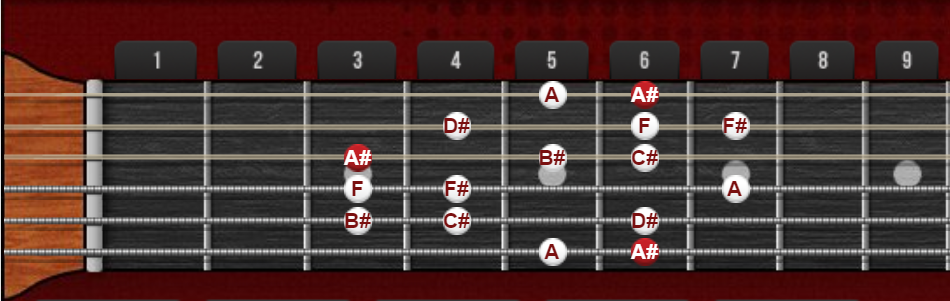 1 2 3 4 5 6 7 8 9
A A#
D# F F#
A# B# C#
F F# A
B# C# D#
A A#